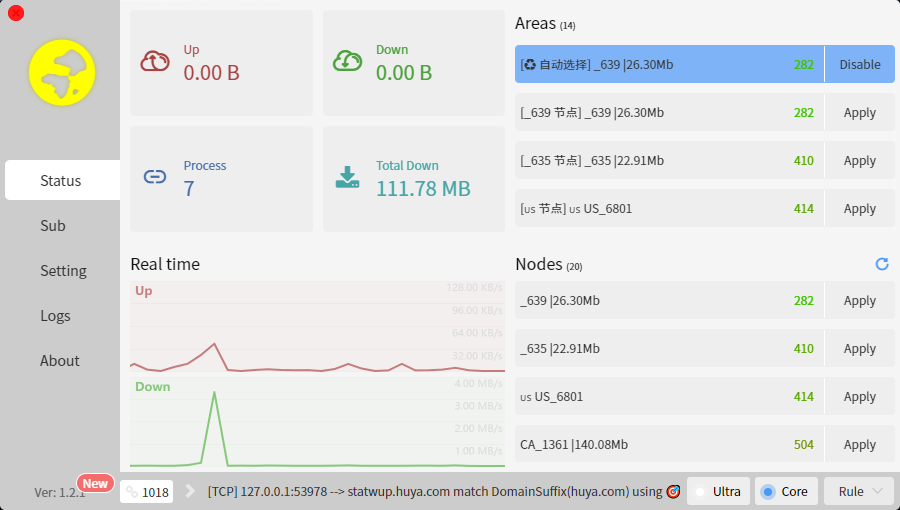 Status
Sub
Setting
Logs
About
Ver: 1.2.1
New
Up
0.00 B
Down
0.00 B
Process
7
Total Down
111.78 MB
Real time
Up
128.00 KB/s
96.00 KB/s
64.00 KB/s
32.00 KB/s
Down
4.00 MB/s
3.00 MB/s
2.00 MB/s
1.00 MB/s
Areas (14)
[♻ 自动选择] _639 |26.30Mb 282 Disable
[_639 节点] _639 |26.30Mb 282 Apply
[_635 节点] _635 |22.91Mb 410 Apply
[us 节点] us US_6801 414 Apply
Nodes (20)
_639 |26.30Mb 282 Apply
_635 |22.91Mb 410 Apply
us US_6801 414 Apply
CA_1361 |140.08Mb 504 Apply
1018
[TCP] 127.0.0.1:53978 --> statwup.huya.com match DomainSuffix(huya.com) using 🎯
Ultra
Core
Rule